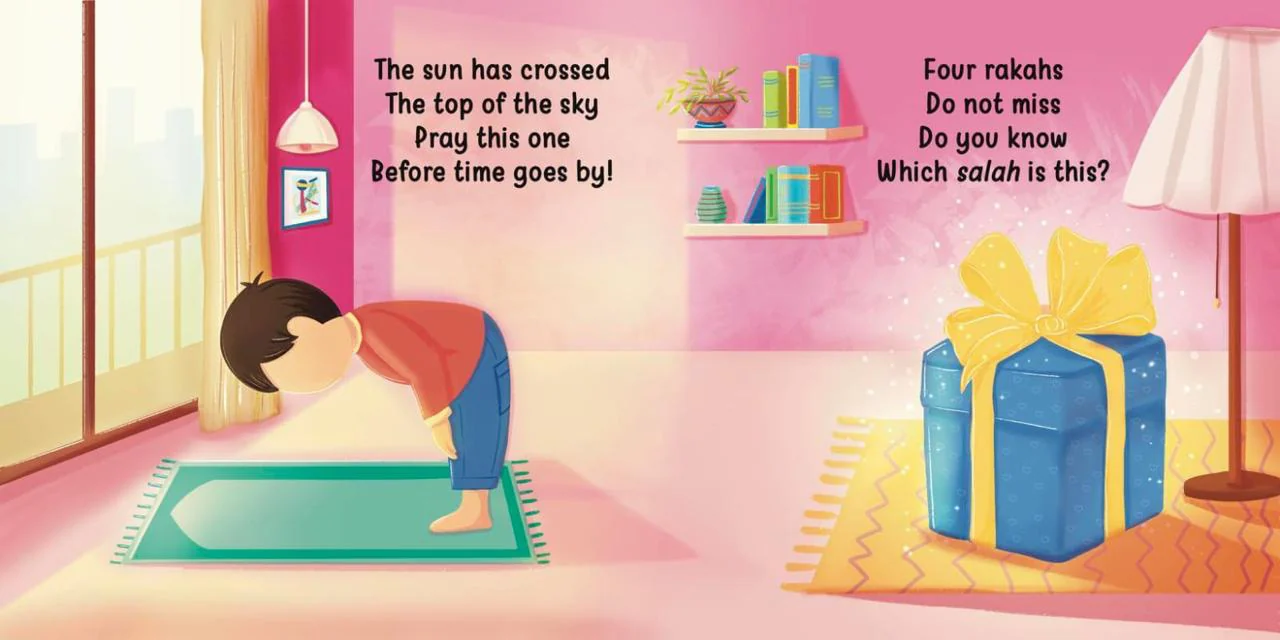 The sun has crossed
The top of the sky
Pray this one
Before time goes by!
Four rakahs
Do not miss
Do you know
Which salah is this?